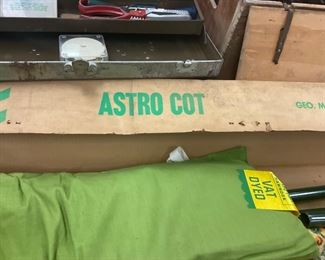 ASTRO COT
GEO. M
VAT
DYED